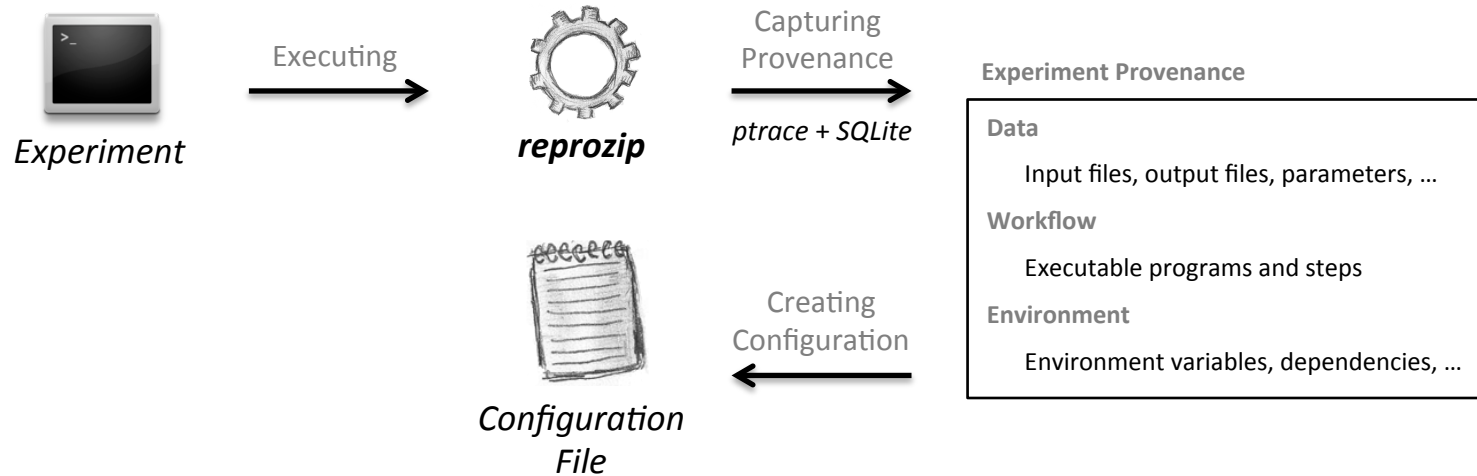 >_
Experiment
Executing
reprozip
Capturing
Provenance
ptrace + SQLite
Experiment Provenance
Data
Input files, output files, parameters, …
Workflow
Executable programs and steps
Environment
Environment variables, dependencies, …
Creating
Configuration
Configuration
File